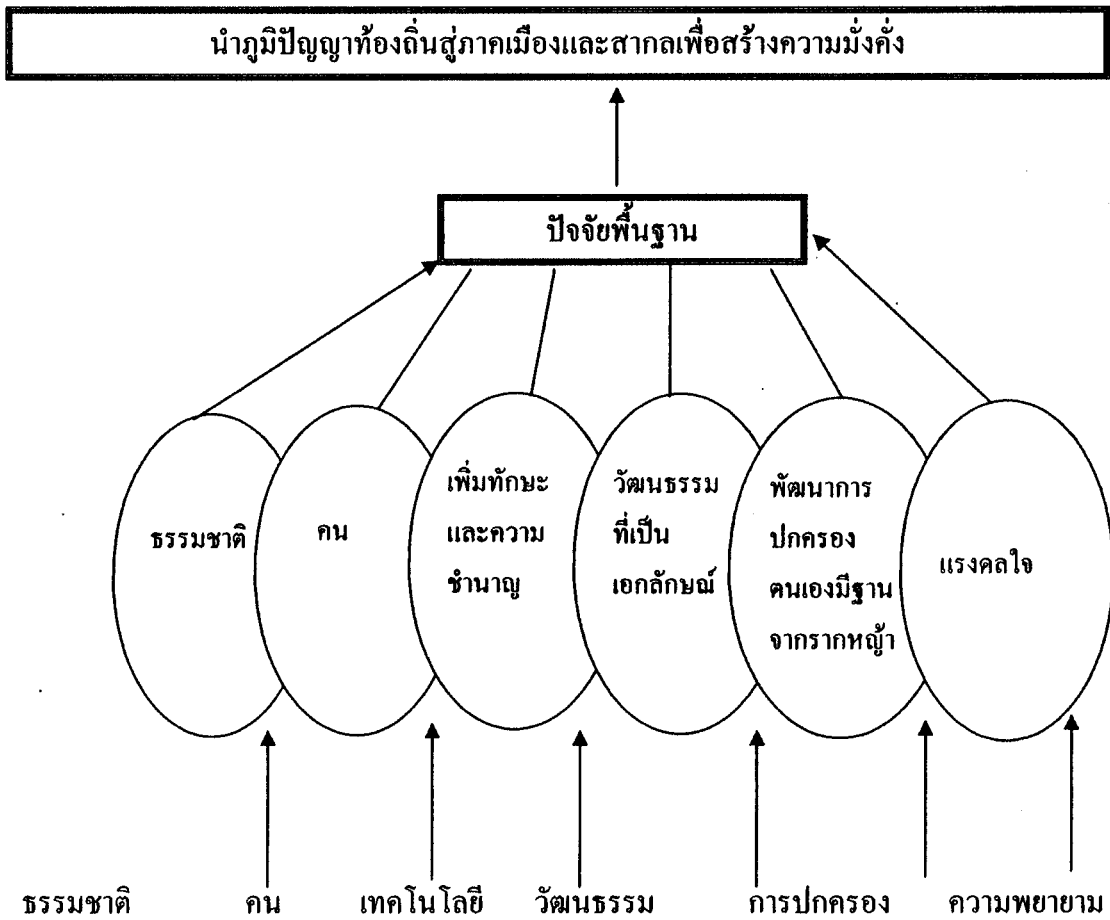 นำภูมิปัญญาท้องถิ่นสู่ภาคเมืองและสากลเพื่อสร้างความมั่งคั่ง
ปัจจัยพื้นฐาน
ธรรมชาติ
คน
เพิ่มทักษะ
และความ
ชำนาญ
วัฒนธรรม
ที่เป็น
เอกลักษณ์
พัฒนาการ
ปกครอง
ตนเองมีฐาน
จากรากหญ้า
แรงดลใจ
ธรรมชาติ คน เทคโนโลยี วัฒนธรรม การปกครอง ความพยายาม